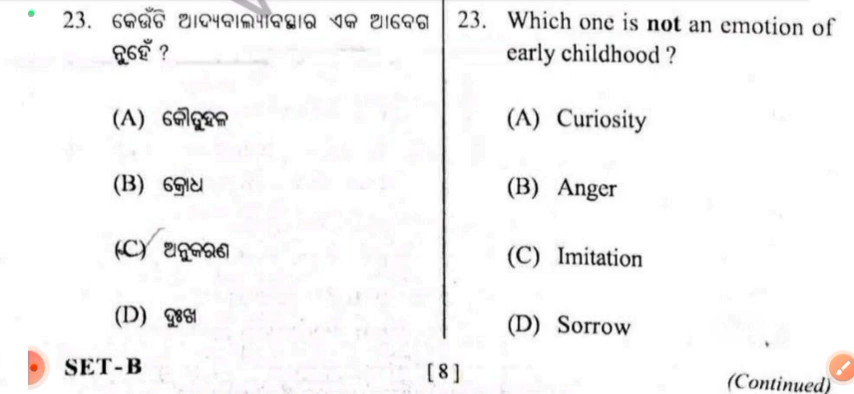 23. କେଉଁଟି ଆଦ୍ୟବାଲ୍ୟାବସ୍ଥାର ଏକ ଆବେଗ
ନୁହେଁ ?
(A) କୌତୁହଳ
(B) କ୍ରୋଧ
(C) ଅନୁକରଣ
(D) ଦୁଃଖ
23. Which one is not an emotion of
early childhood ?
(A) Curiosity
(B) Anger
(C) Imitation
(D) Sorrow
SET-B
[ 8 ]
(Continued)